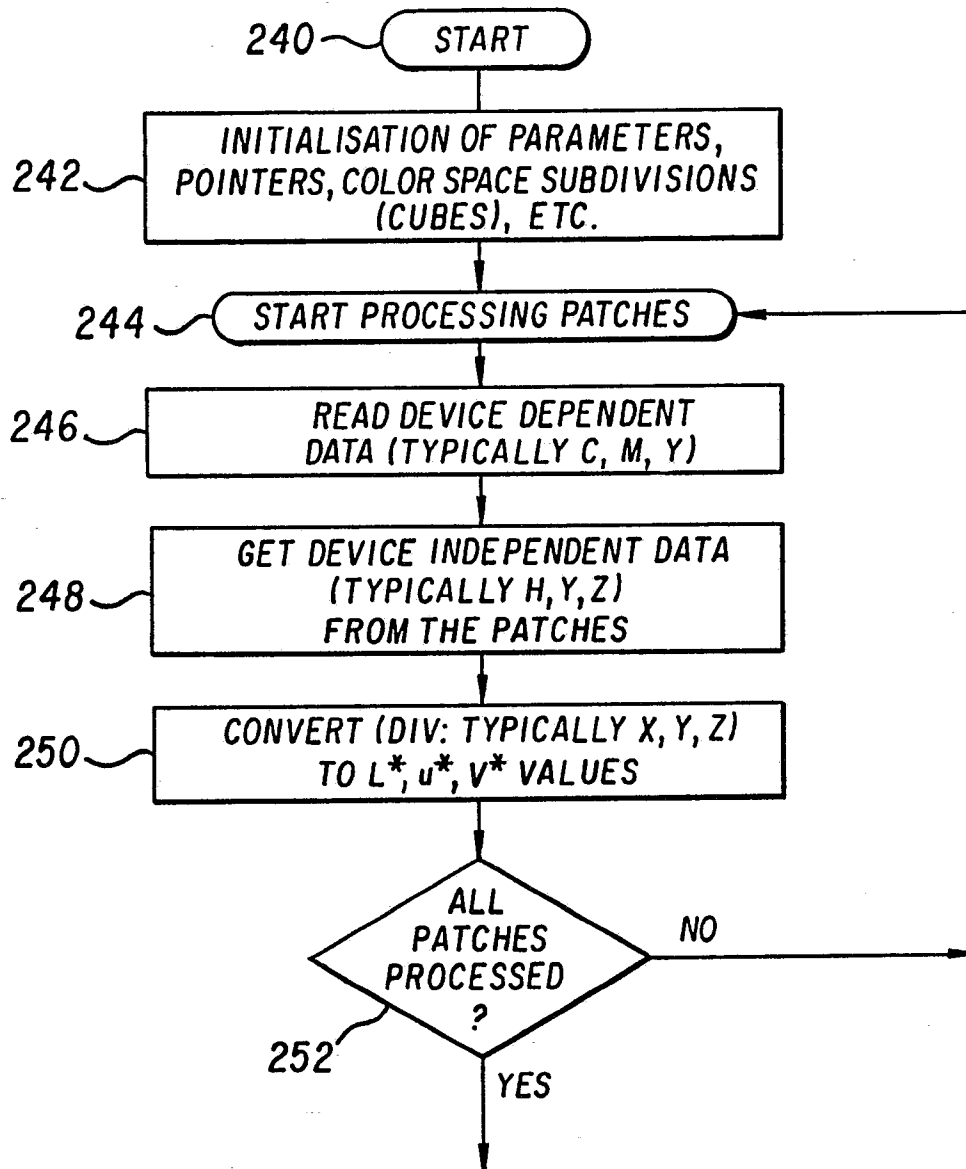 240 START
242 INITIALISATION OF PARAMETERS,
POINTERS, COLOR SPACE SUBDIVISIONS
(CUBES), ETC.
244 START PROCESSING PATCHES
246 READ DEVICE DEPENDENT
DATA (TYPICALLY C, M, Y)
248 GET DEVICE INDEPENDENT DATA
(TYPICALLY H, Y, Z)
FROM THE PATCHES
250 CONVERT (DIV: TYPICALLY X, Y, Z)
TO L*, u*, V* VALUES
ALL
PATCHES
PROCESSED
?
252
NO
YES